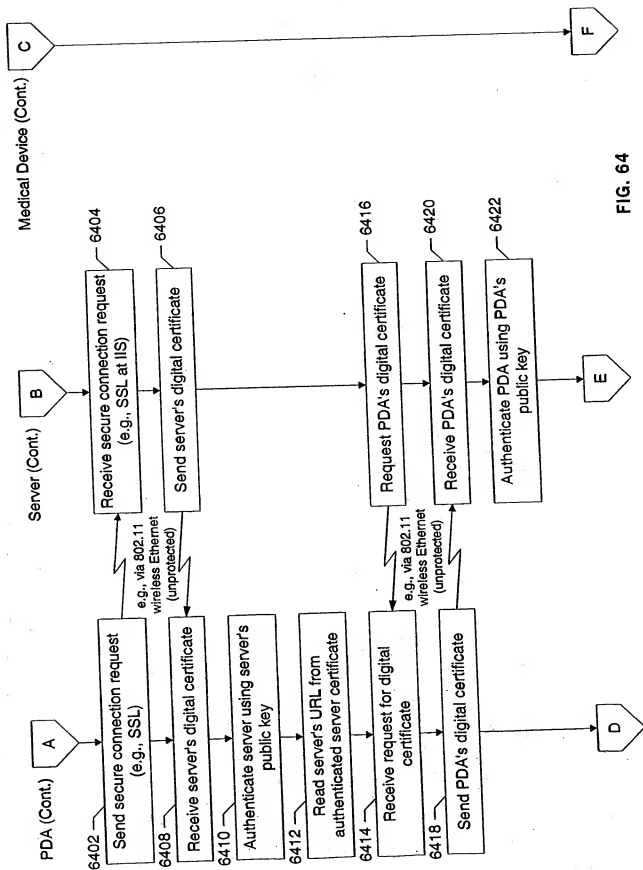 PDA (Cont.)
A
6402
Send secure connection request
(e.g., SSL)
6408
Receive server's digital certificate
6410
Authenticate server using server's
public key
6412
Read server's URL from
authenticated server certificate
6414
Receive request for digital
certificate
6418
Send PDA's digital certificate
D
e.g., via 802.11
wireless Ethernet
(unprotected)
e.g., via 802.11
wireless Ethernet
(unprotected)
Server (Cont.)
B
6404
Receive secure connection request
(e.g., SSL at IIS)
6406
Send server's digital certificate
6416
Request PDA's digital certificate
6420
Receive PDA's digital certificate
6422
Authenticate PDA using PDA's
public key
E
Medical Device (Cont.)
C
F
FIG. 64